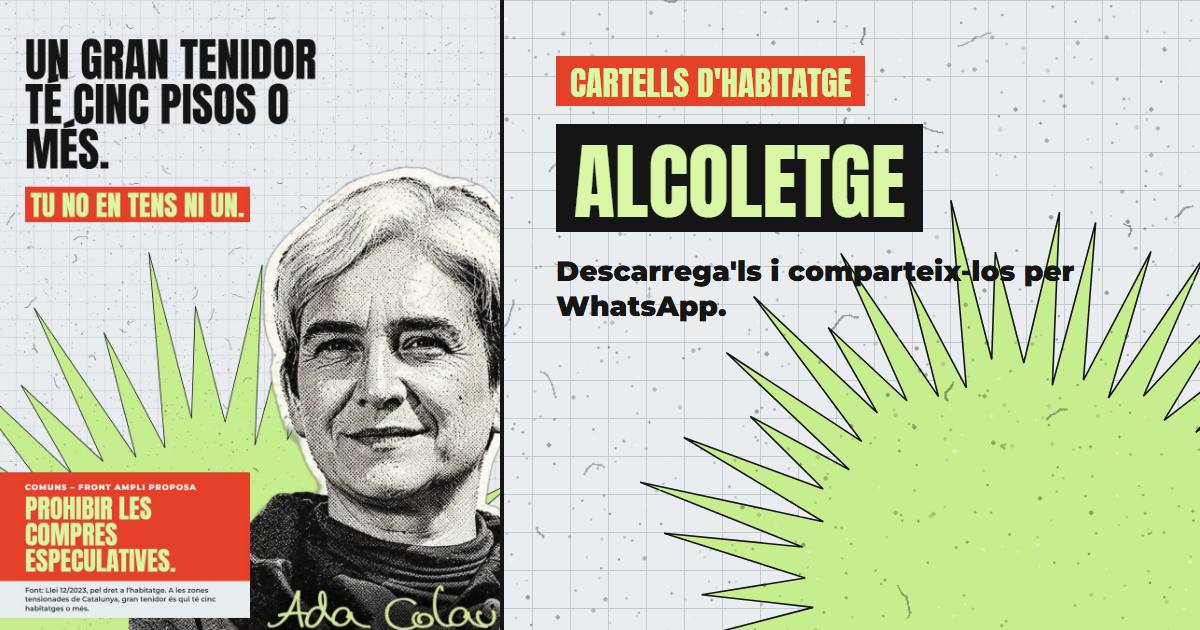 UN GRAN TENIDOR
TÉ CINC PISOS O
MÉS.
TU NO EN TENS NI UN.
COMUNS – FRONT AMPLI PROPOSA
PROHIBIR LES
COMPRES
ESPECULATIVES.
Font: Llei 12/2023, pel dret a l'habitatge. A les zones
tensionades de Catalunya, gran tenidor és qui té cinc
habitatges o més.
Ada Colau
CARTELLS D'HABITATGE
ALCOLETGE
Descarrega'ls i comparteix-los per
WhatsApp.